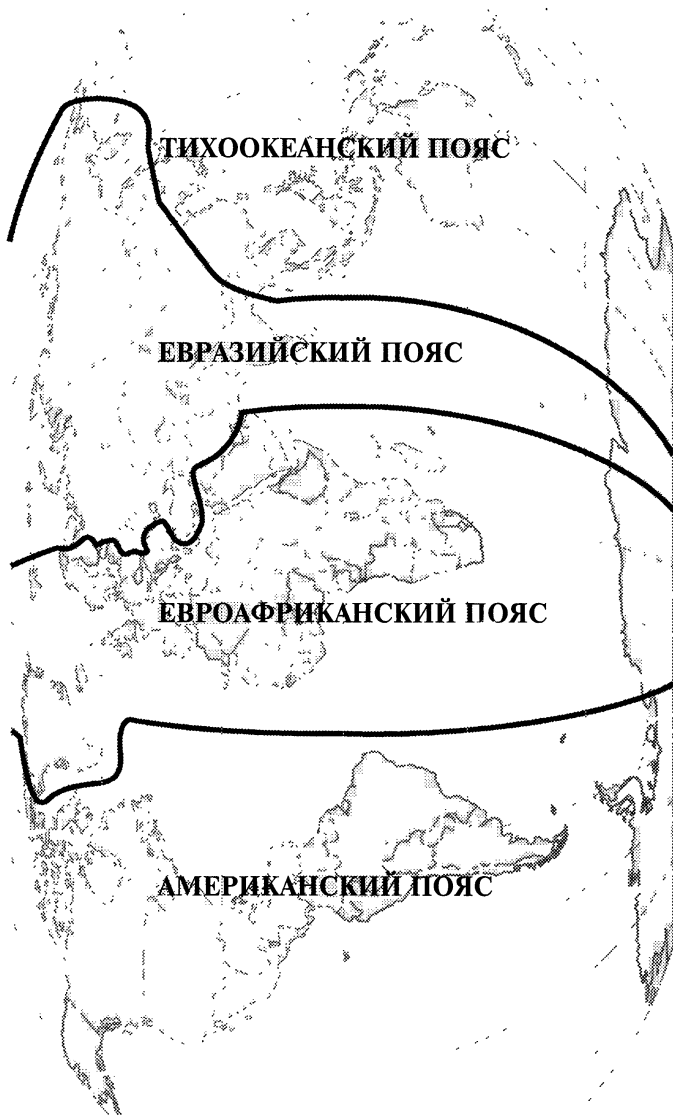 ТИХООКЕАНСКИЙ ПОЯС
ЕВРАЗИЙСКИЙ ПОЯС
ЕВРОАФРИКАНСКИЙ ПОЯС
АМЕРИКАНСКИЙ ПОЯС